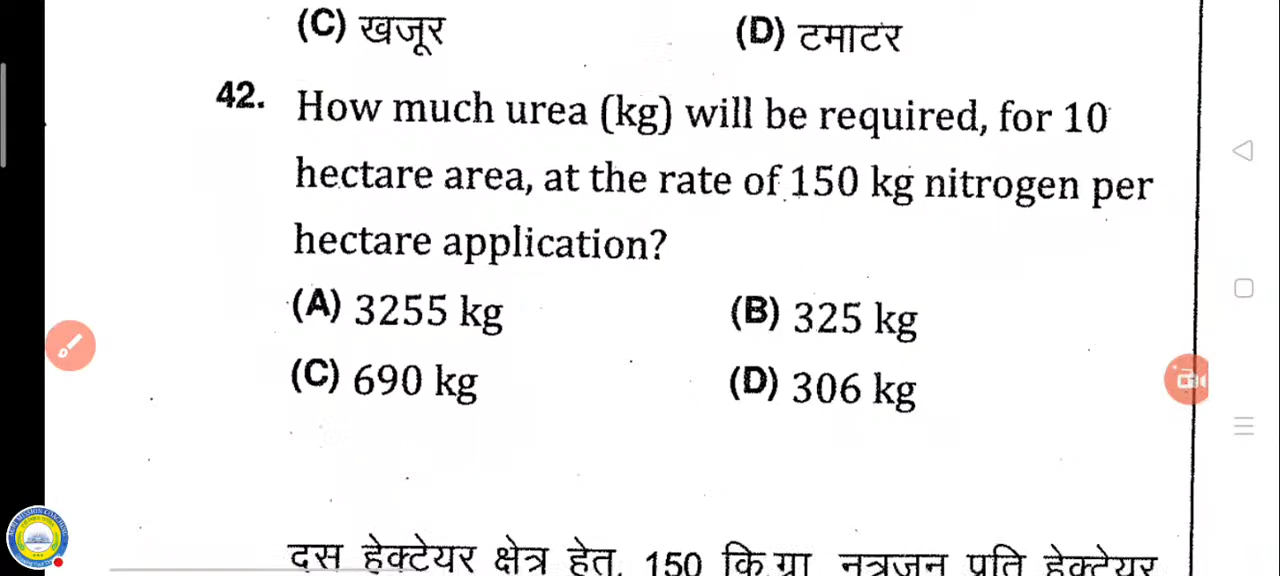 (C) खजूर (D) टमाटर
42. How much urea (kg) will be required, for 10
hectare area, at the rate of 150 kg nitrogen per
hectare application?
(A) 3255 kg (B) 325 kg
(C) 690 kg (D) 306 kg
दस हेक्टेयर क्षेत्र हेतु, 150 कि.ग्रा. नत्रजन प्रति हेक्टेयर